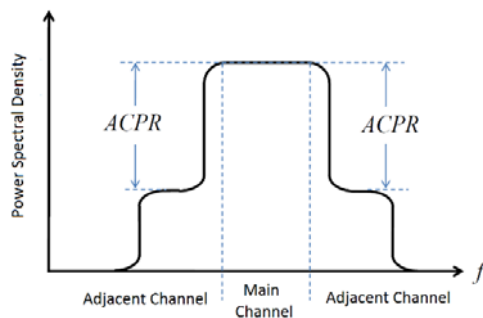 Power Spectral Density
ACPR
ACPR
f
Adjacent Channel
Main
Channel
Adjacent Channel